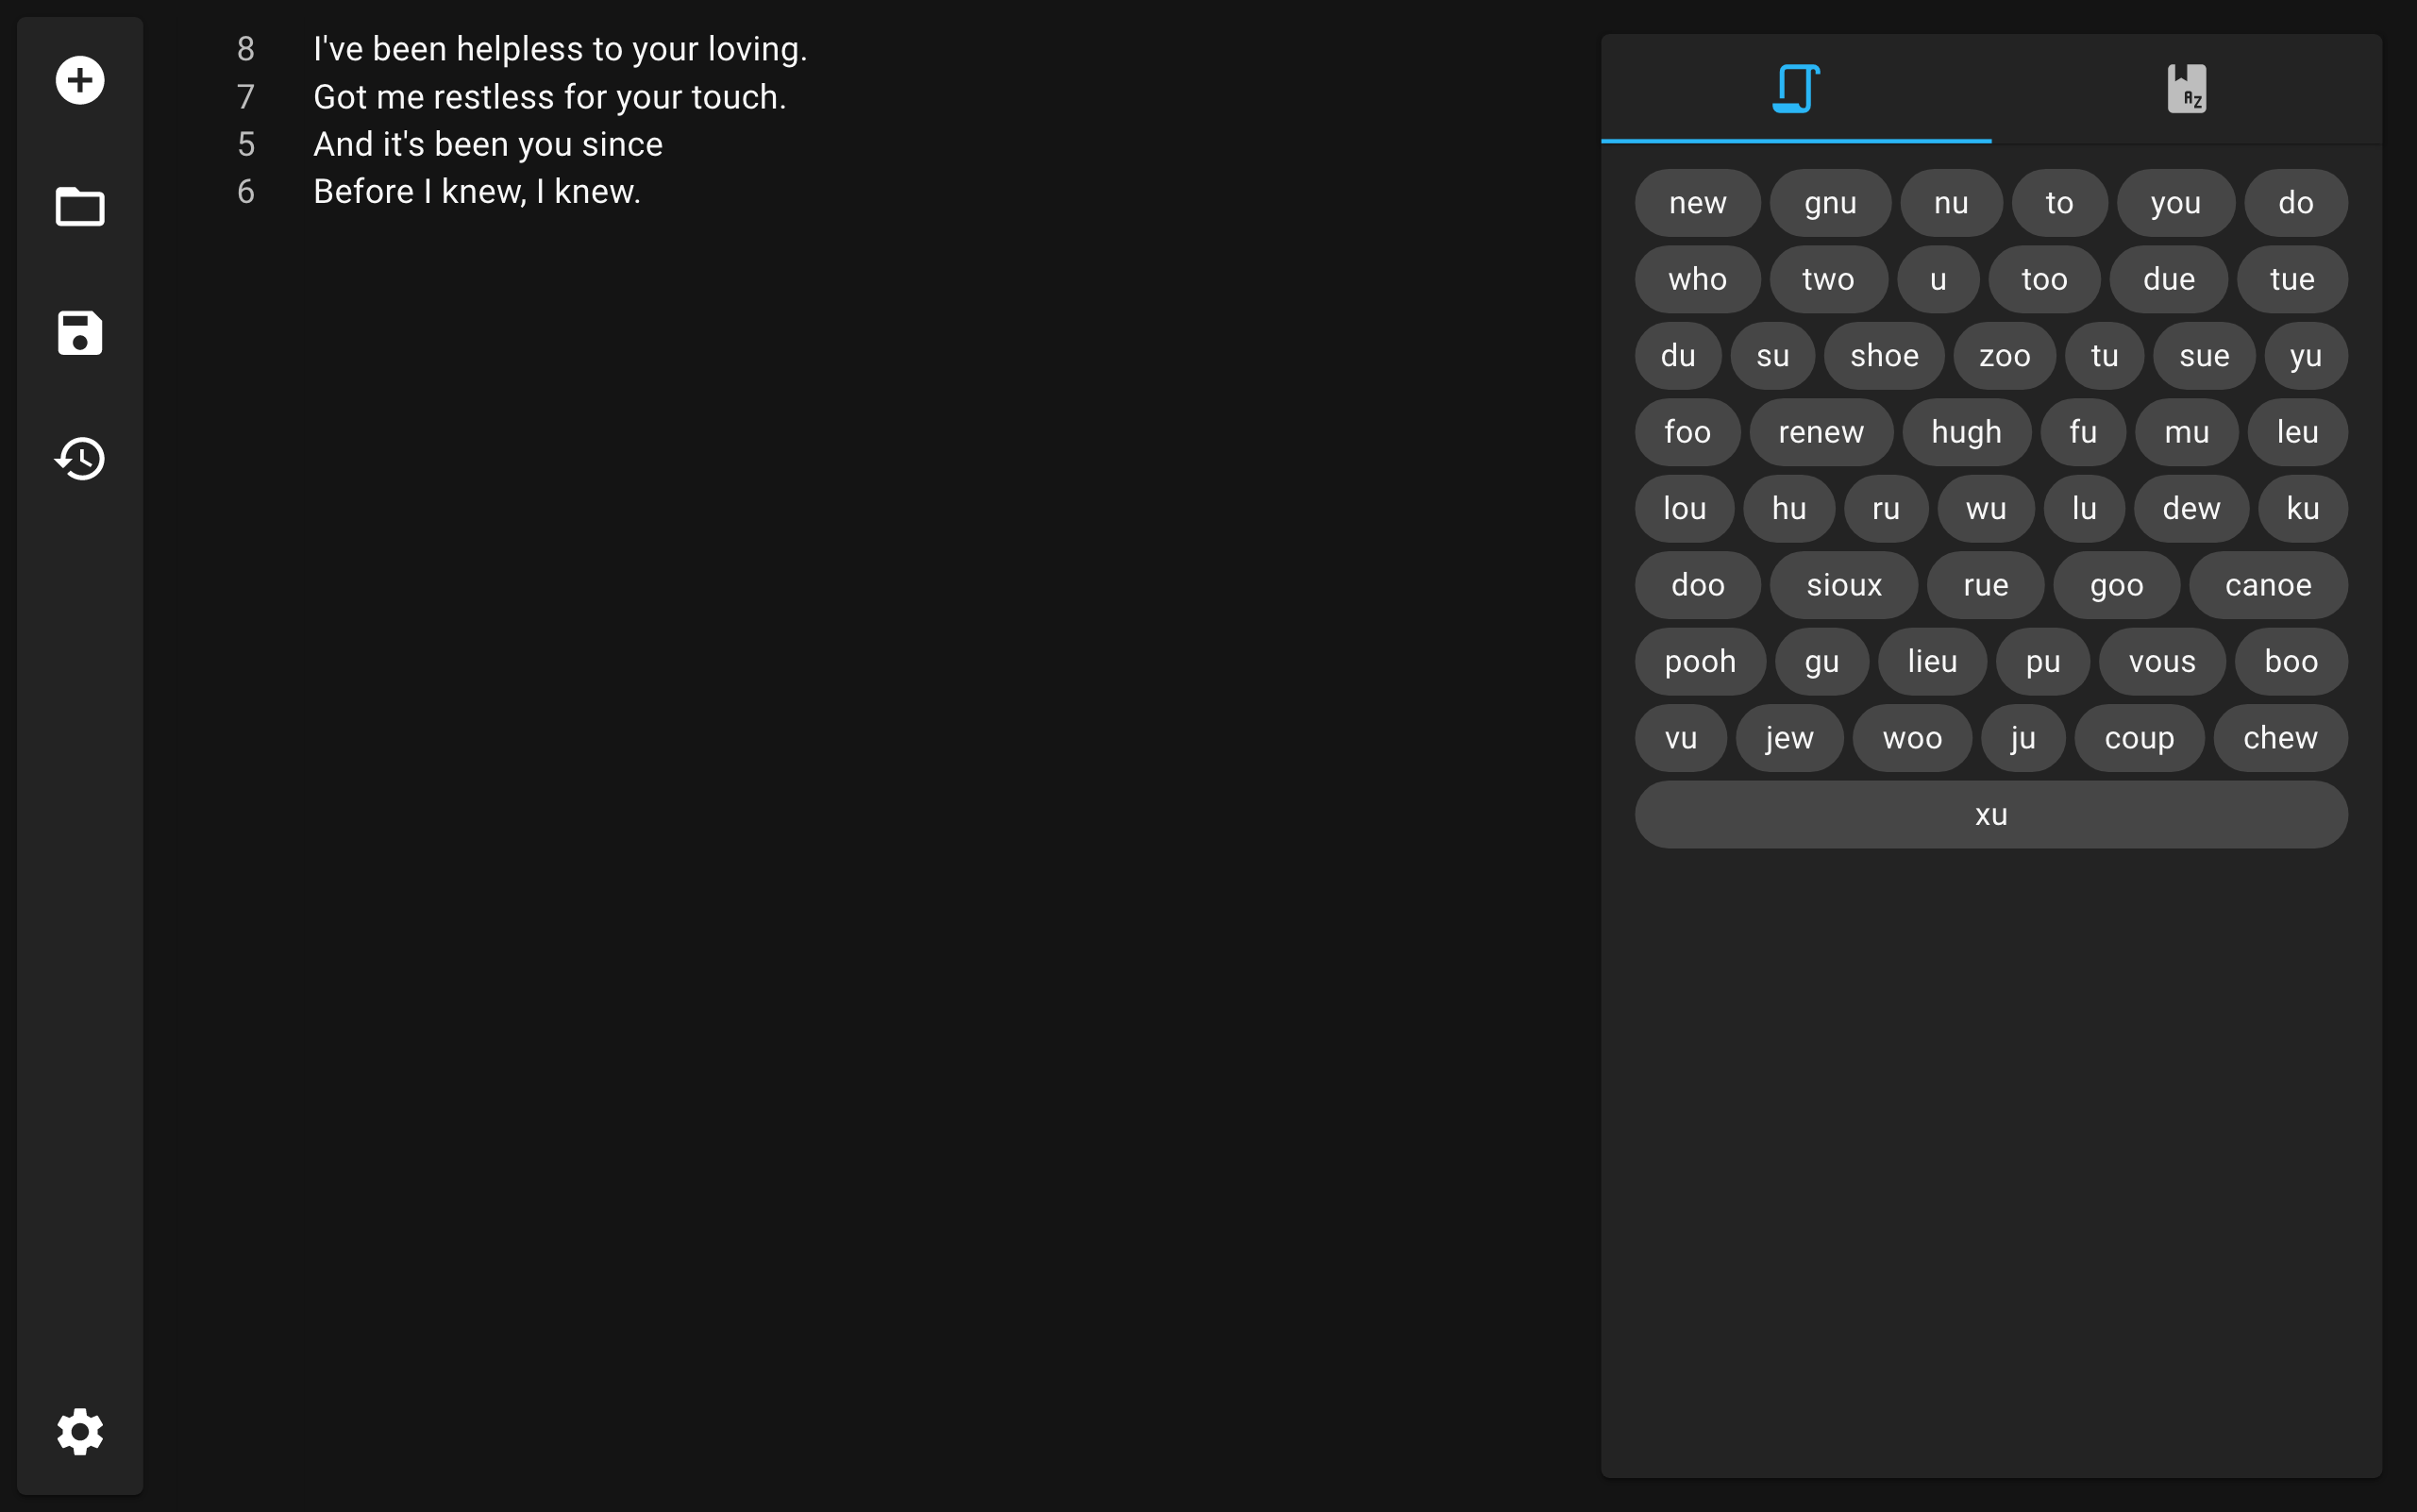 8 I've been helpless to your loving.
7 Got me restless for your touch.
5 And it's been you since
6 Before I knew, I knew.
AZ
new gnu nu to you do
who two u too due tue
du su shoe zoo tu sue yu
foo renew hugh fu mu leu
lou hu ru wu lu dew ku
doo sioux rue goo canoe
pooh gu lieu pu vous boo
vu jew woo ju coup chew
xu